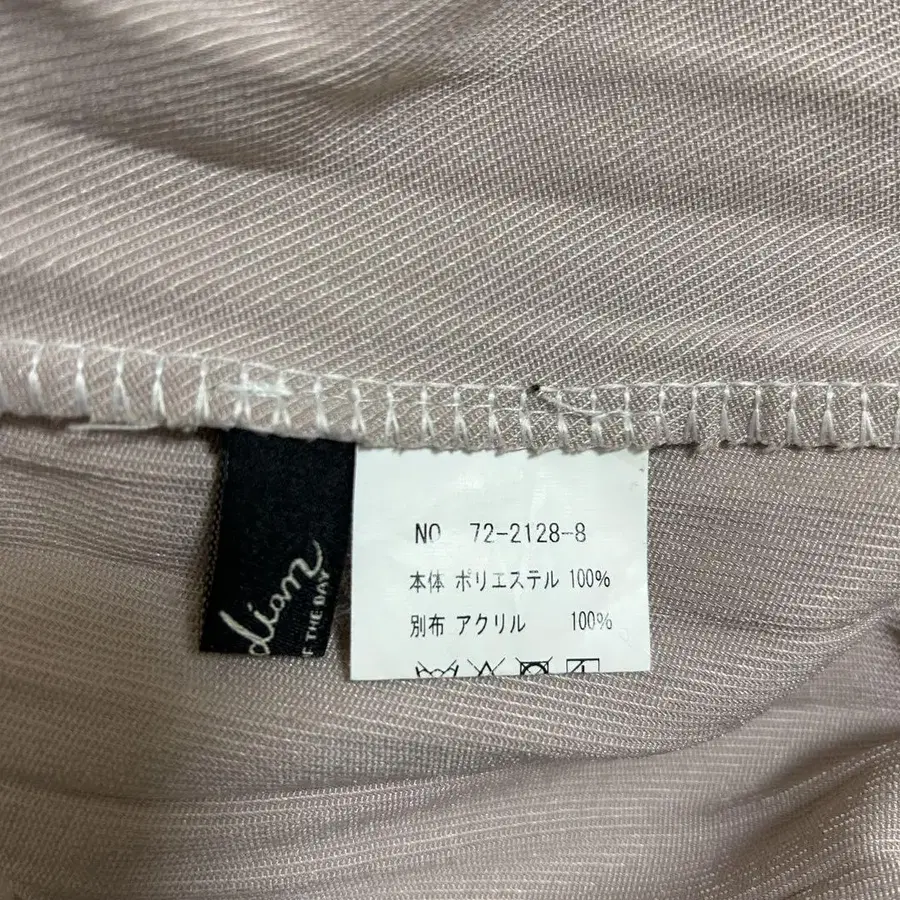 NO 72-2128-8
本体 ポリエステル 100%
別布 アクリル 100%
dion
F THE DAY